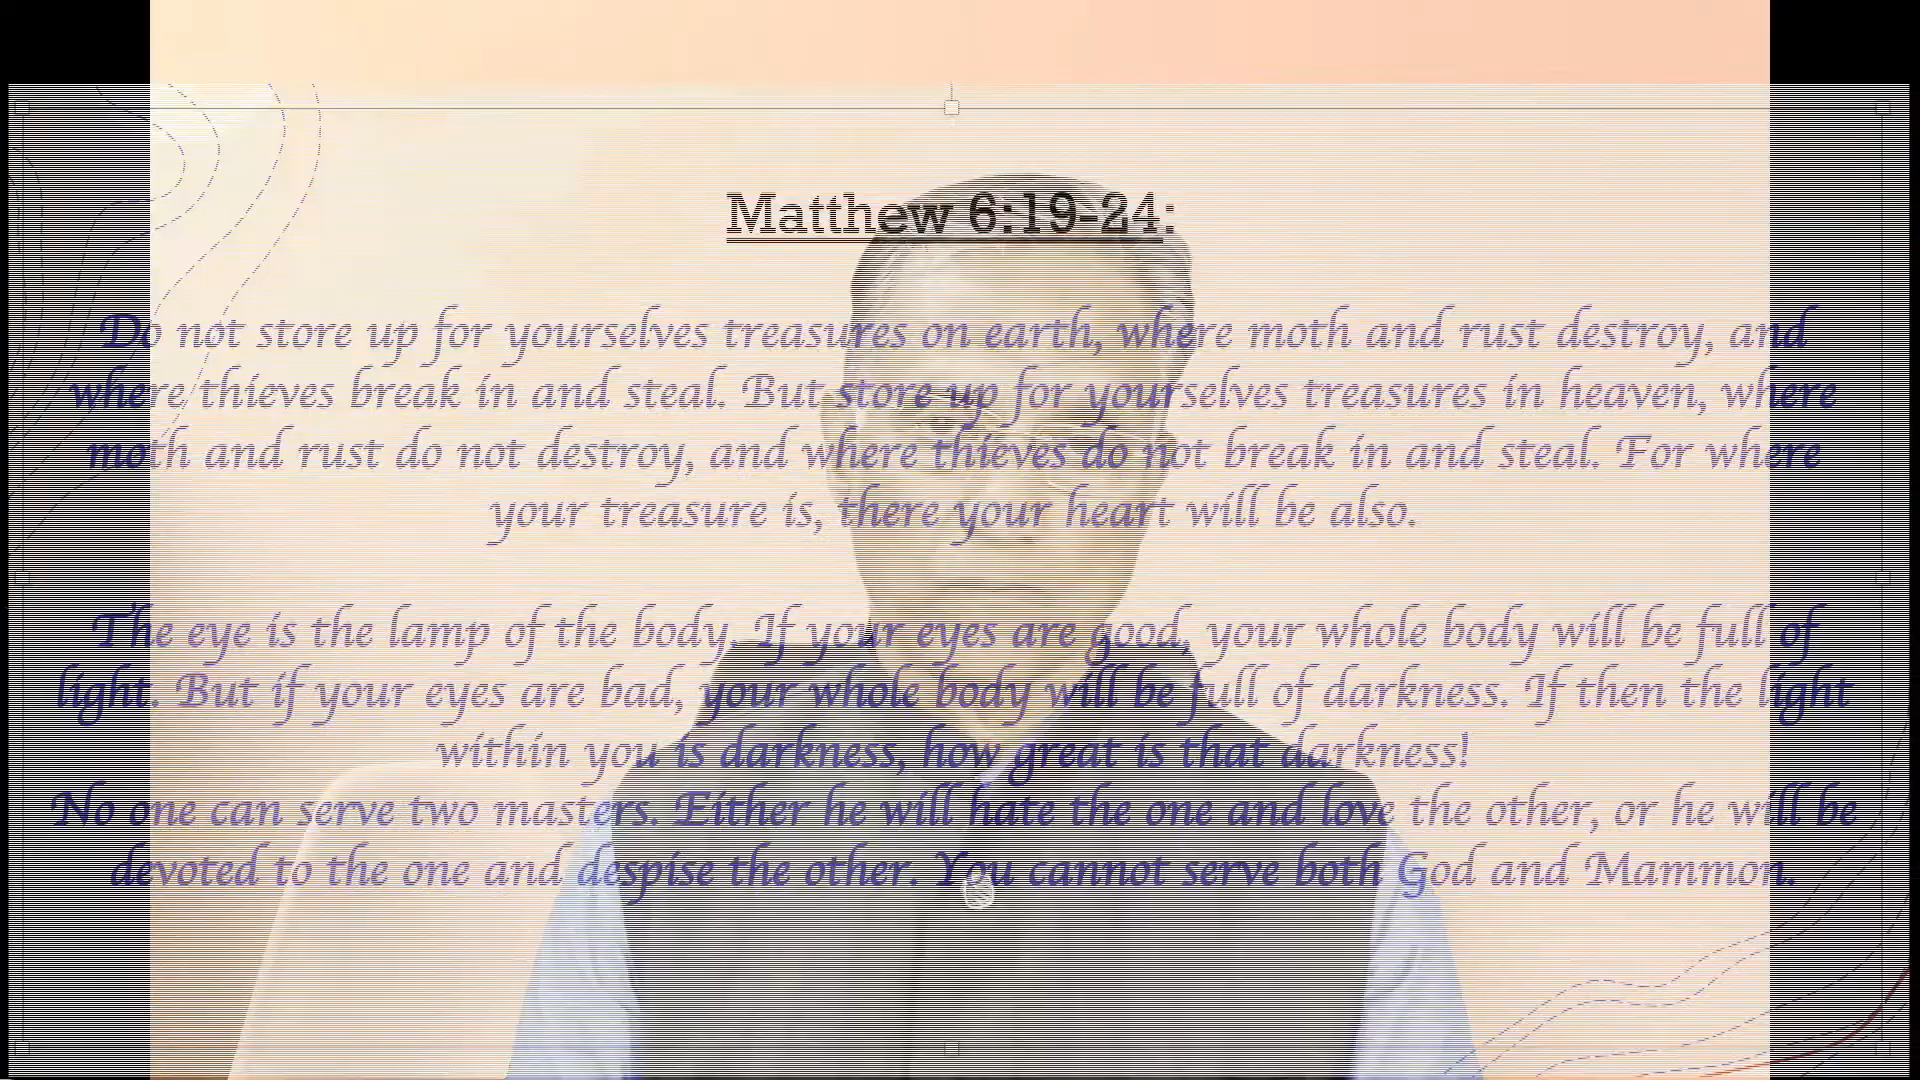 Matthew 6:19-24:
Do not store up for yourselves treasures on earth, where moth and rust destroy, and
where thieves break in and steal. But store up for yourselves treasures in heaven, where
moth and rust do not destroy, and where thieves do not break in and steal. For where
your treasure is, there your heart will be also.
The eye is the lamp of the body. If your eyes are good, your whole body will be full of
light. But if your eyes are bad, your whole body will be full of darkness. If then the light
within you is darkness, how great is that darkness!
No one can serve two masters. Either he will hate the one and love the other, or he will be
devoted to the one and despise the other. You cannot serve both God and Mammon.